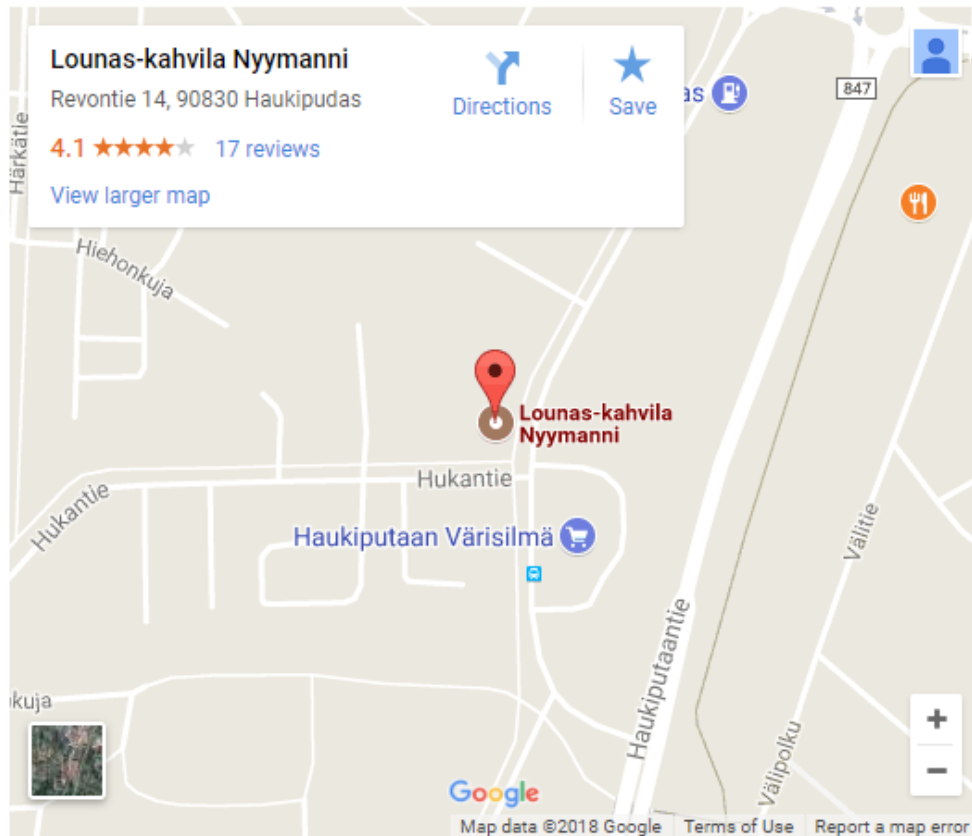 Lounas-kahvila Nyymanni
Revontie 14, 90830 Haukipudas
Directions
Save
4.1
17 reviews
View larger map
as
847
Härkätie
Hiehonkuja
Lounas-kahvila
Nyymanni
Hukantie
Hukantie
Haukiputaan Värisilmä
Välitie
Haukiputaantie
kuja
Välipolku
+
−
Google
Map data ©2018 Google
Terms of Use
Report a map error